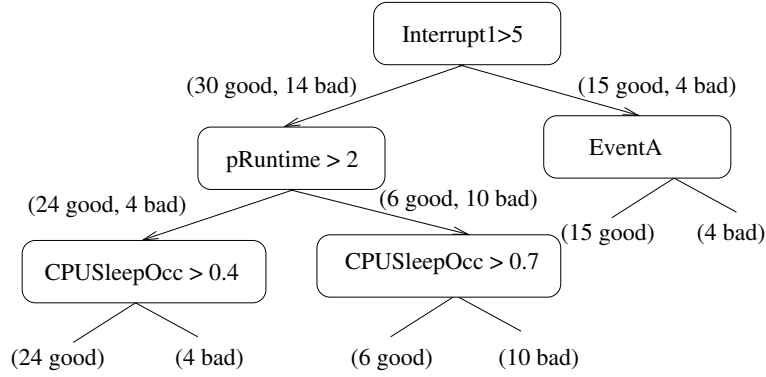 Interrupt1>5
(30 good, 14 bad)
(15 good, 4 bad)
pRuntime > 2
EventA
(24 good, 4 bad)
(6 good, 10 bad)
(15 good)
(4 bad)
CPUSleepOcc > 0.4
CPUSleepOcc > 0.7
(24 good)
(4 bad)
(6 good)
(10 bad)